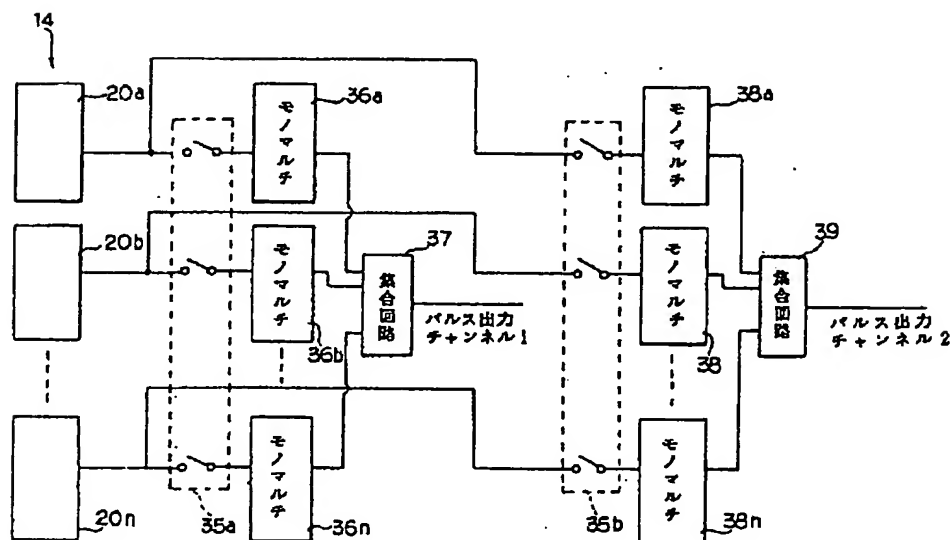 14
20a
36a
モノマルチ
38a
モノマルチ
20b
モノマルチ
36b
37
集合回路
パルス出力
チャンネル1
モノマルチ
38
39
集合回路
パルス出力
チャンネル2
20n
35a
モノマルチ
36n
35b
モノマルチ
38n